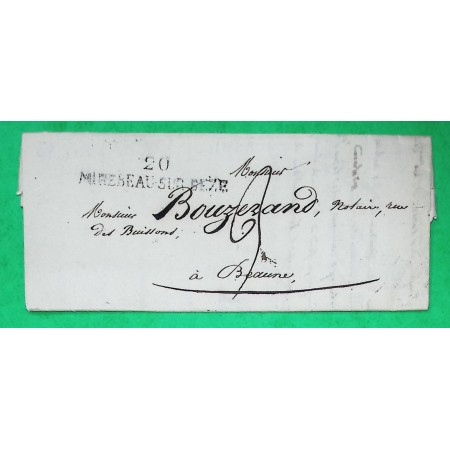 20
MIREBEAU-SUR-BÈZE
Monsieur
Monsieur Bouzerand, Notaire, rue
des Buissons,
à Beaune,